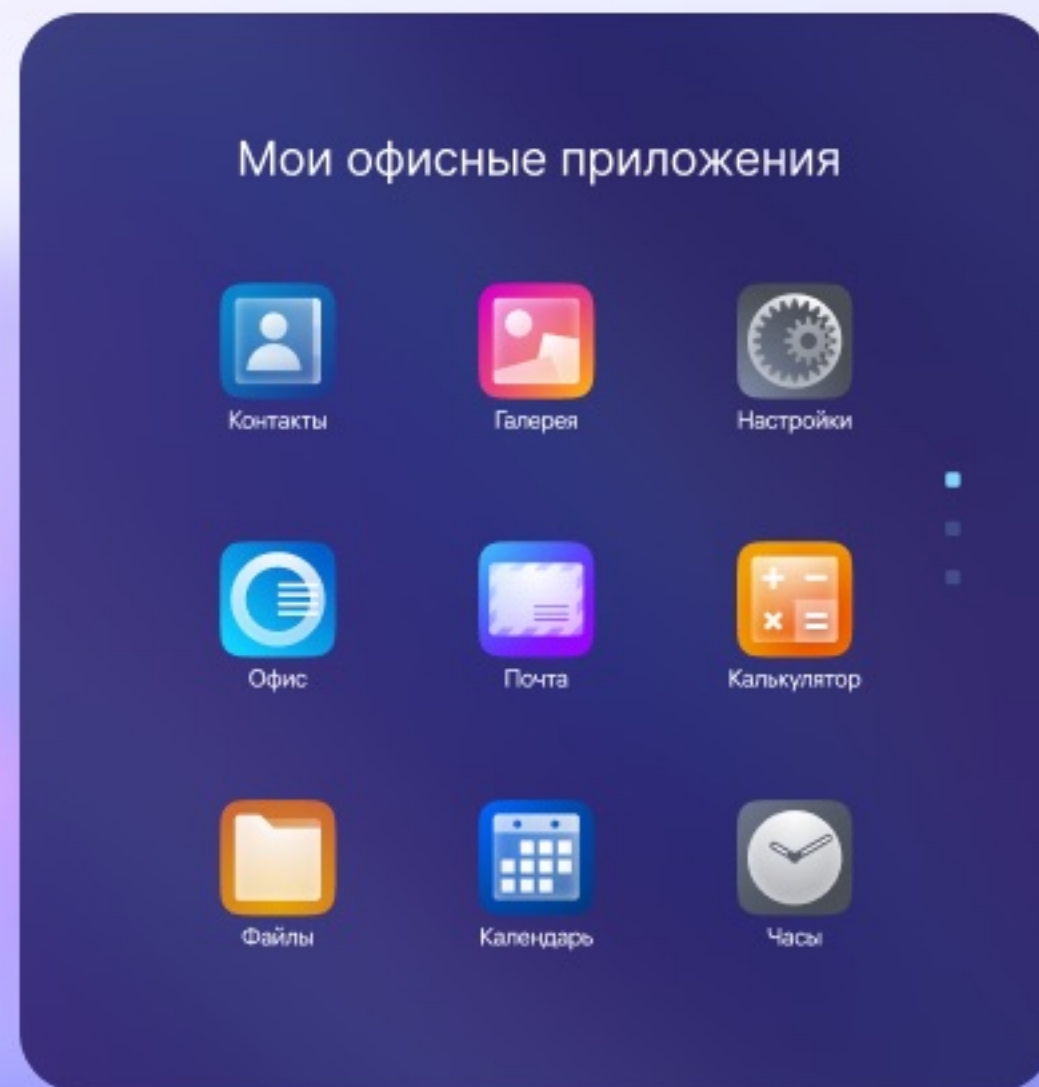 Мои офисные приложения
Контакты Галерея Настройки
Офис Почта Калькулятор
Файлы Календарь Часы